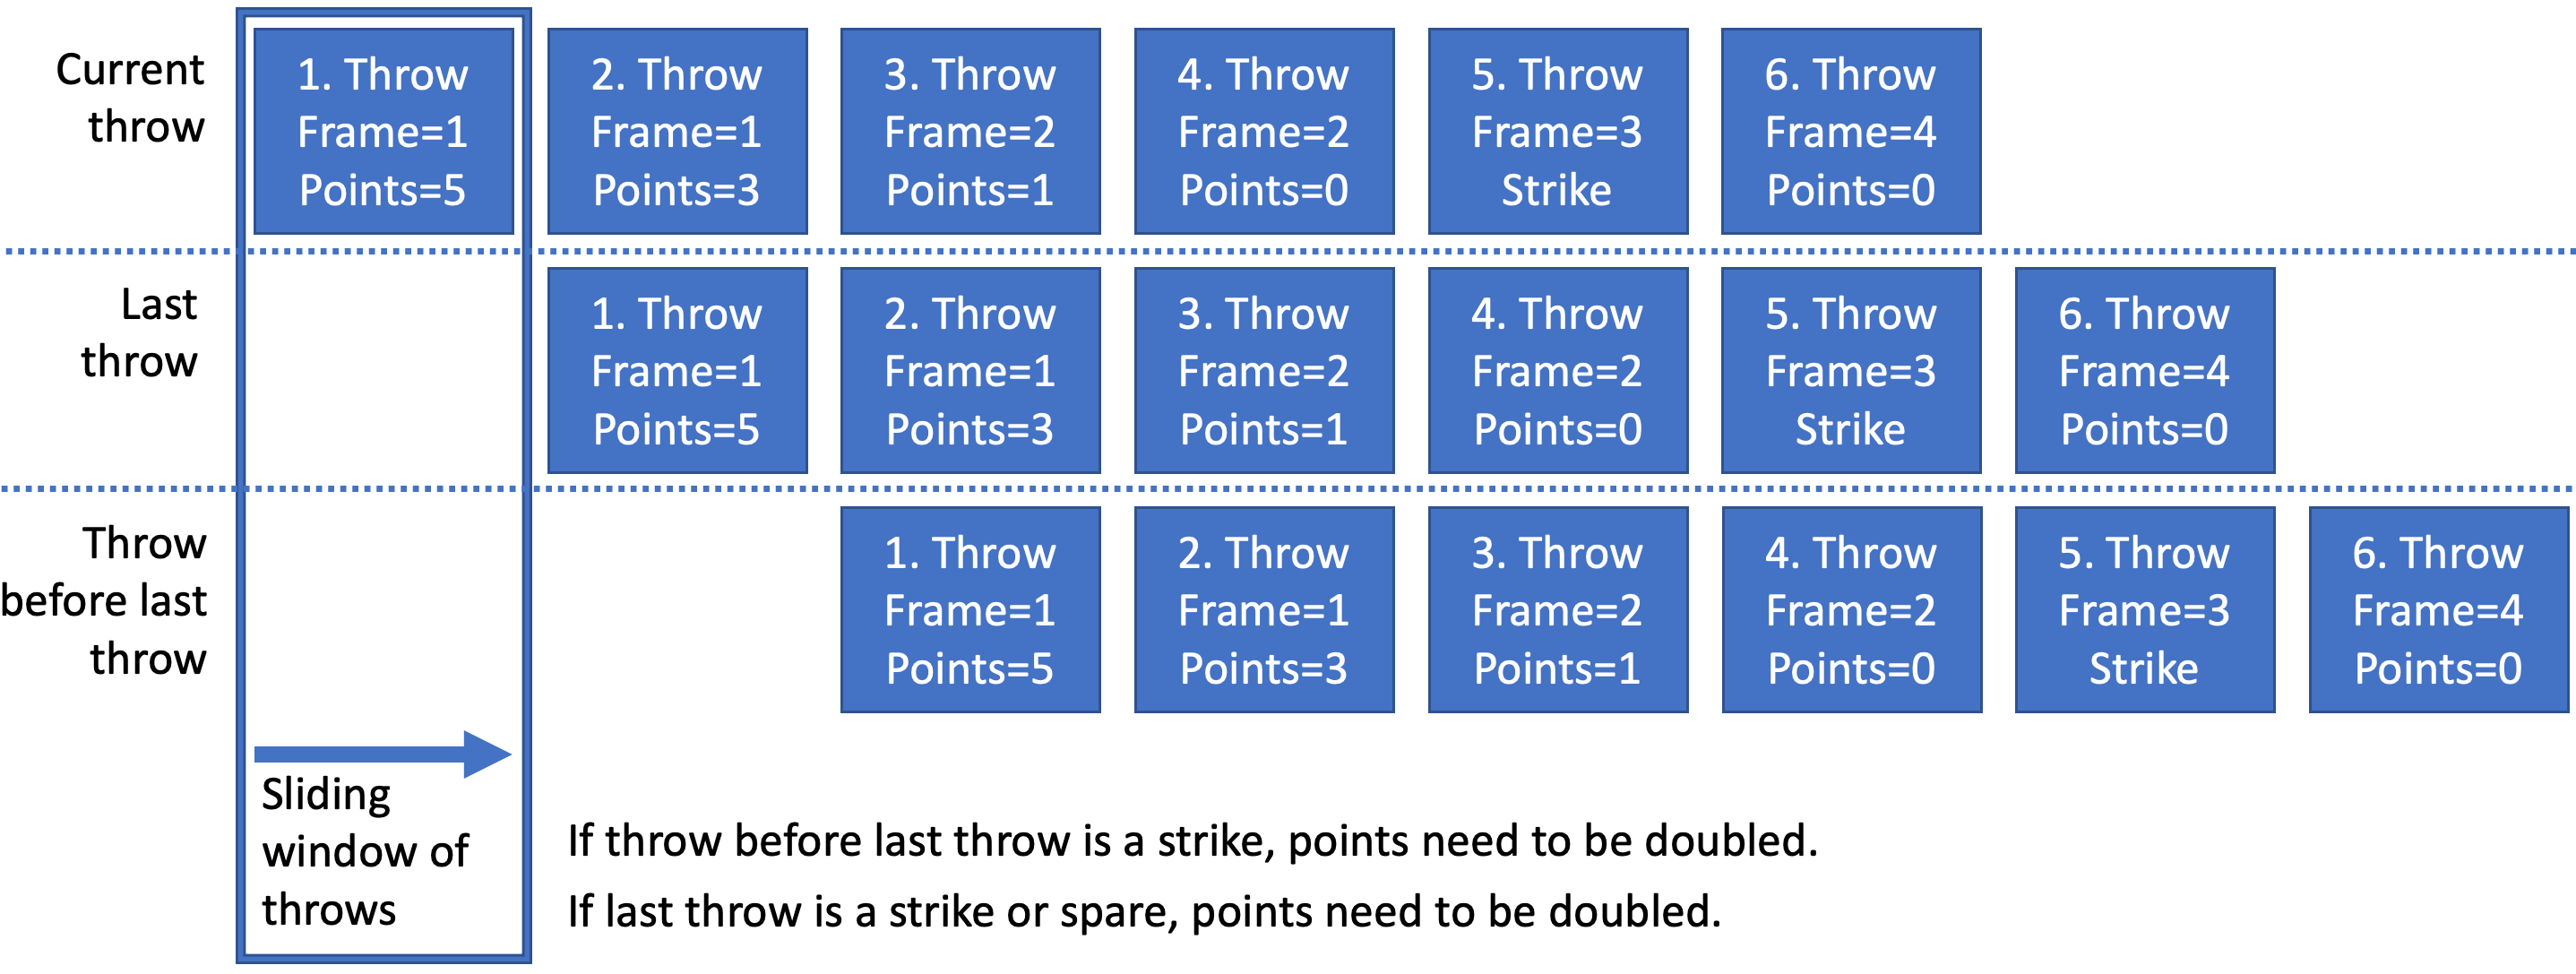 Current
throw
1. Throw
Frame=1
Points=5
2. Throw
Frame=1
Points=3
3. Throw
Frame=2
Points=1
4. Throw
Frame=2
Points=0
5. Throw
Frame=3
Strike
6. Throw
Frame=4
Points=0
Last
throw
1. Throw
Frame=1
Points=5
2. Throw
Frame=1
Points=3
3. Throw
Frame=2
Points=1
4. Throw
Frame=2
Points=0
5. Throw
Frame=3
Strike
6. Throw
Frame=4
Points=0
Throw
before last
throw
1. Throw
Frame=1
Points=5
2. Throw
Frame=1
Points=3
3. Throw
Frame=2
Points=1
4. Throw
Frame=2
Points=0
5. Throw
Frame=3
Strike
6. Throw
Frame=4
Points=0
Sliding
window of
throws
If throw before last throw is a strike, points need to be doubled.
If last throw is a strike or spare, points need to be doubled.